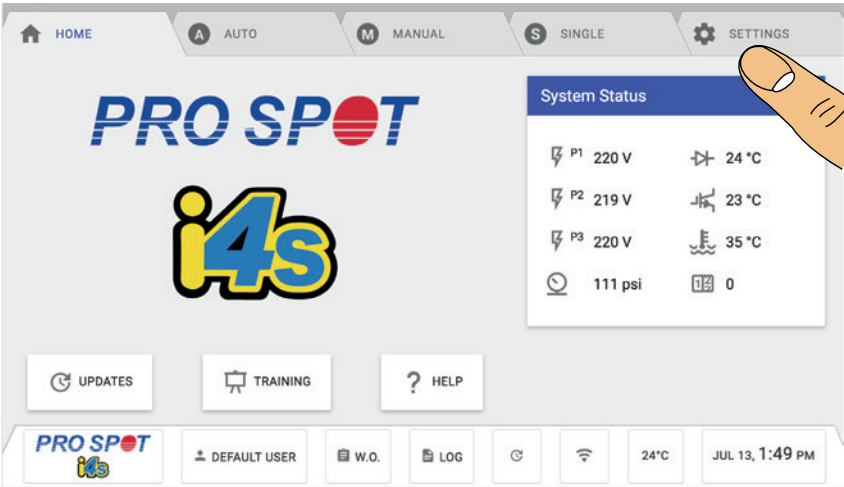 HOME
A AUTO
M MANUAL
S SINGLE
SETTINGS
PRO SPOT
i4s
System Status
P1 220 V
24 °C
P2 219 V
23 °C
P3 220 V
35 °C
111 psi
0
UPDATES
TRAINING
? HELP
PRO SPOT
i4s
DEFAULT USER
W.O.
LOG
24°C
JUL 13, 1:49 PM